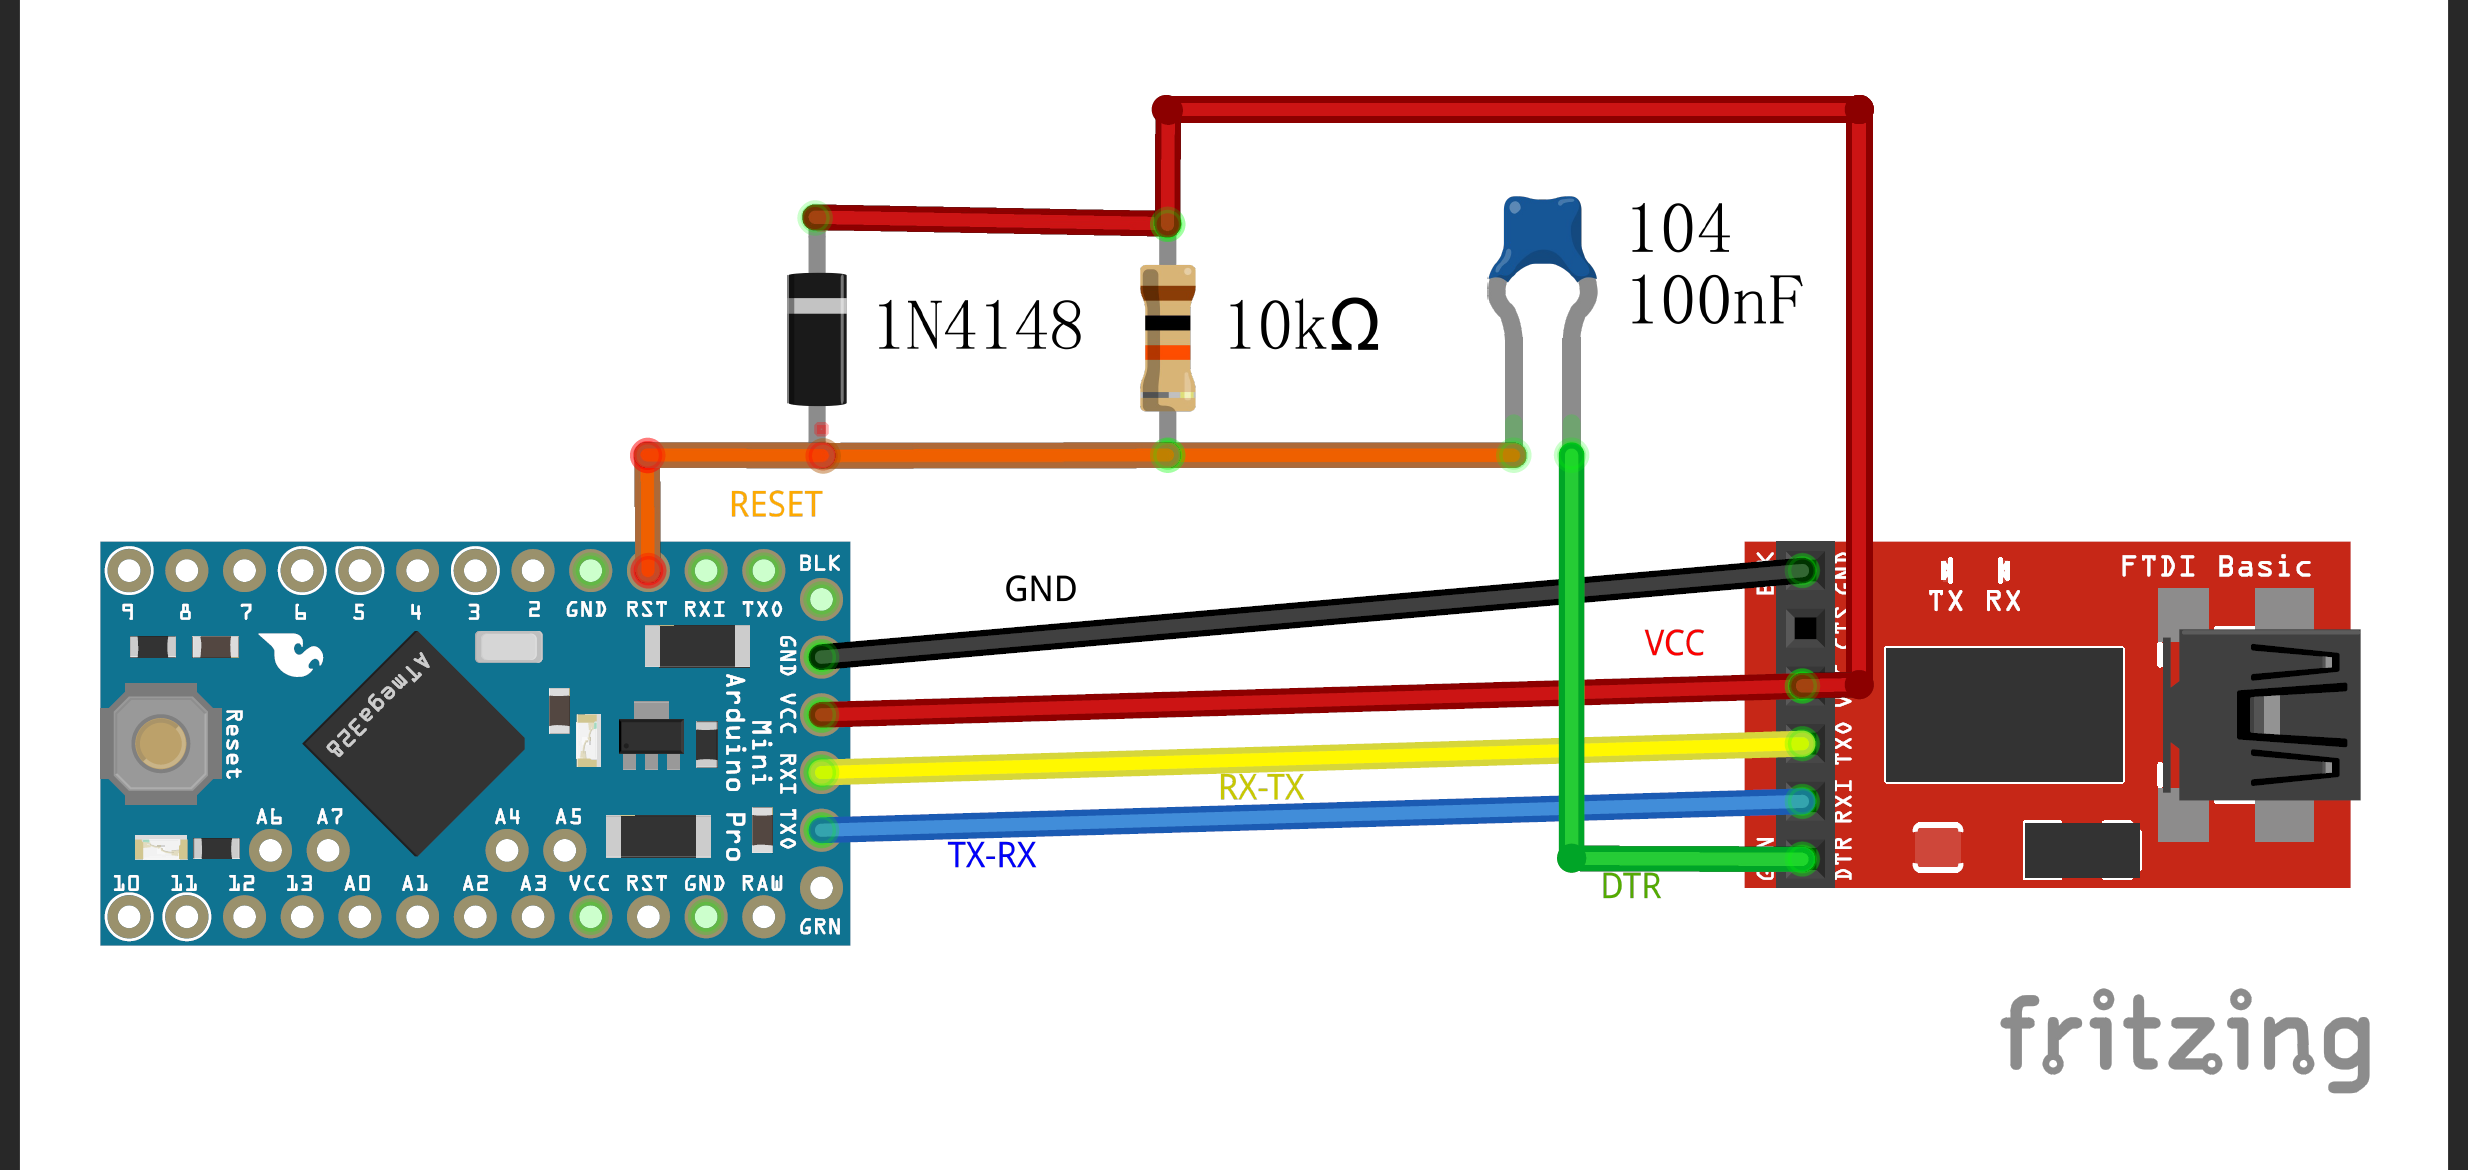 104
100nF
1N4148
10kΩ
RESET
GND
VCC
RX-TX
TX-RX
DTR
9 8 7 6 5 4 3 2 GND RST RXI TXO
BLK
GND
VCC
RXI
TXO
GRN
Reset
ATmega328
Arduino Pro
Mini
A6 A7 A4 A5
10 11 12 13 A0 A1 A2 A3 VCC RST GND RAW
FTDI Basic
TX RX
GND
CTS
TXO
RXI
DTR
fritzing